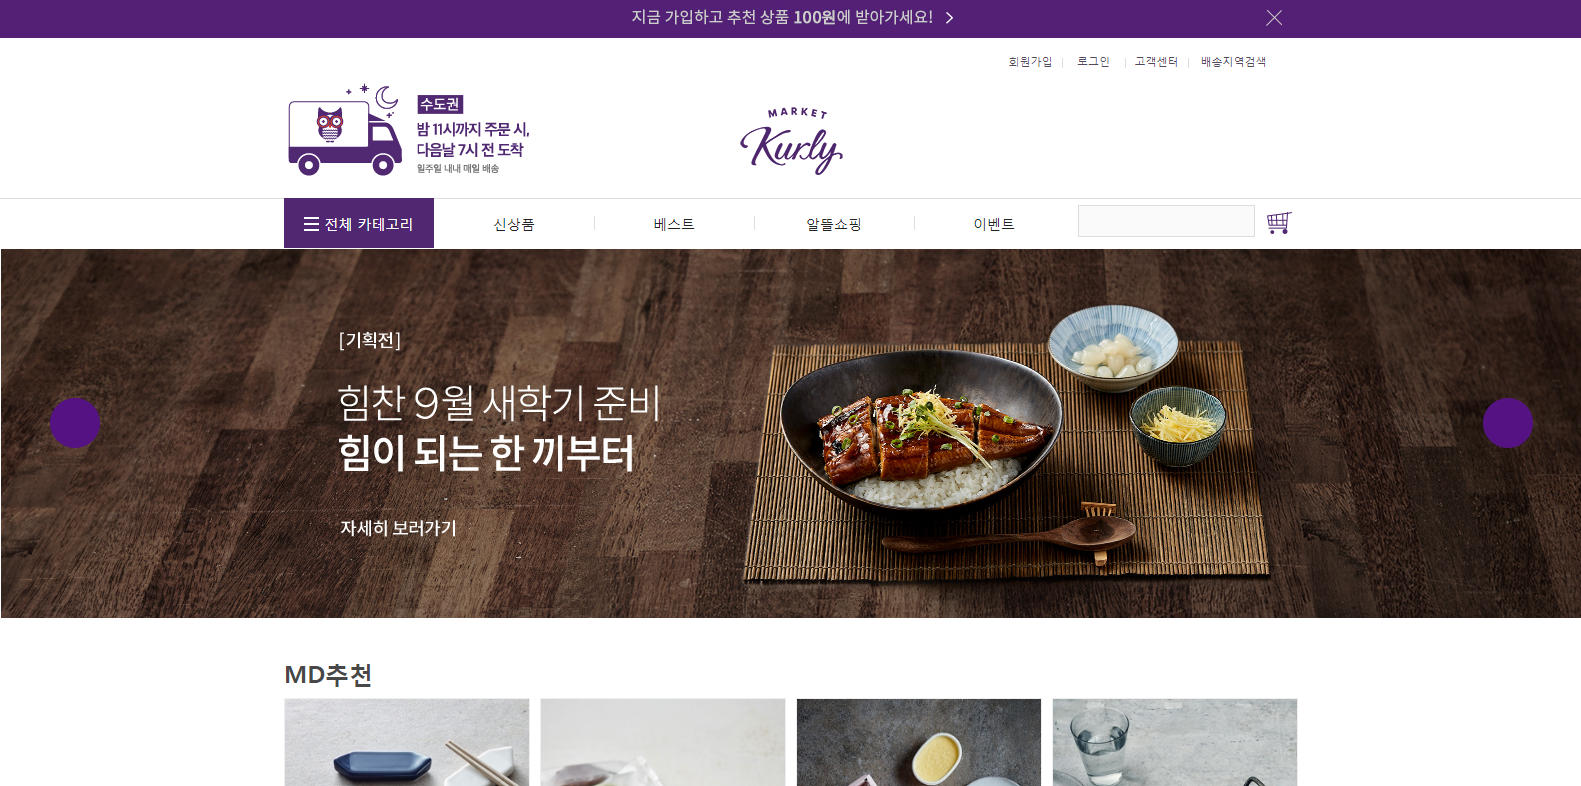 지금 가입하고 추천 상품 100원에 받아가세요!
회원가입 로그인 고객센터 배송지역검색
수도권
밤 11시까지 주문 시,
다음날 7시 전 도착
일주일 내내 매일 배송
MARKET
Kurly
전체 카테고리 신상품 베스트 알뜰쇼핑 이벤트
[기획전]
힘찬 9월 새학기 준비
힘이 되는 한 끼부터
자세히 보러가기
MD추천